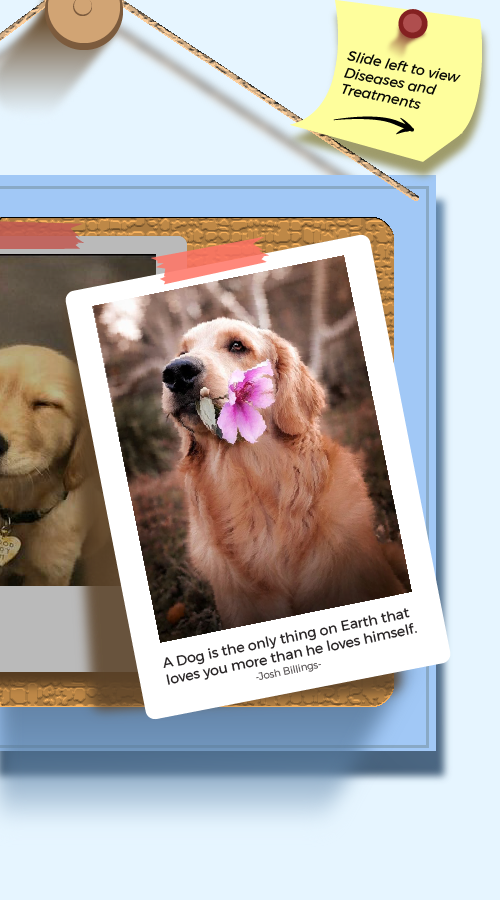 Slide left to view
Diseases and
Treatments
A Dog is the only thing on Earth that
loves you more than he loves himself.
-Josh Billings-